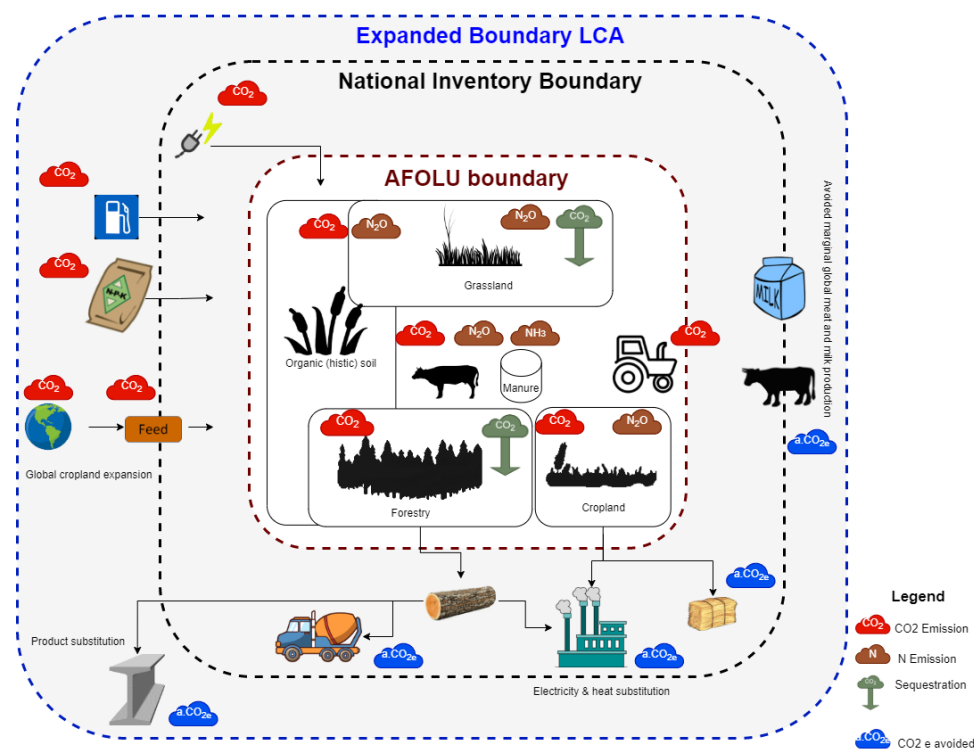 Expanded Boundary LCA
National Inventory Boundary
CO2
AFOLU boundary
CO2
CO2
N2O
N2O
CO2
Grassland
CO2
N-P-K
Avoided marginal global meat and milk production
MILK
Organic (histic) soil
CO2
N2O
NH3
CO2
Manure
CO2
CO2
Feed
Global cropland expansion
CO2
CO2
Forestry
CO2
N2O
Cropland
a.CO2e
a.CO2e
Product substitution
a.CO2e
a.CO2e
a.CO2e
Electricity & heat substitution
Legend
CO2
CO2 Emission
N
N Emission
CO2
Sequestration
a.CO2e
CO2 e avoided